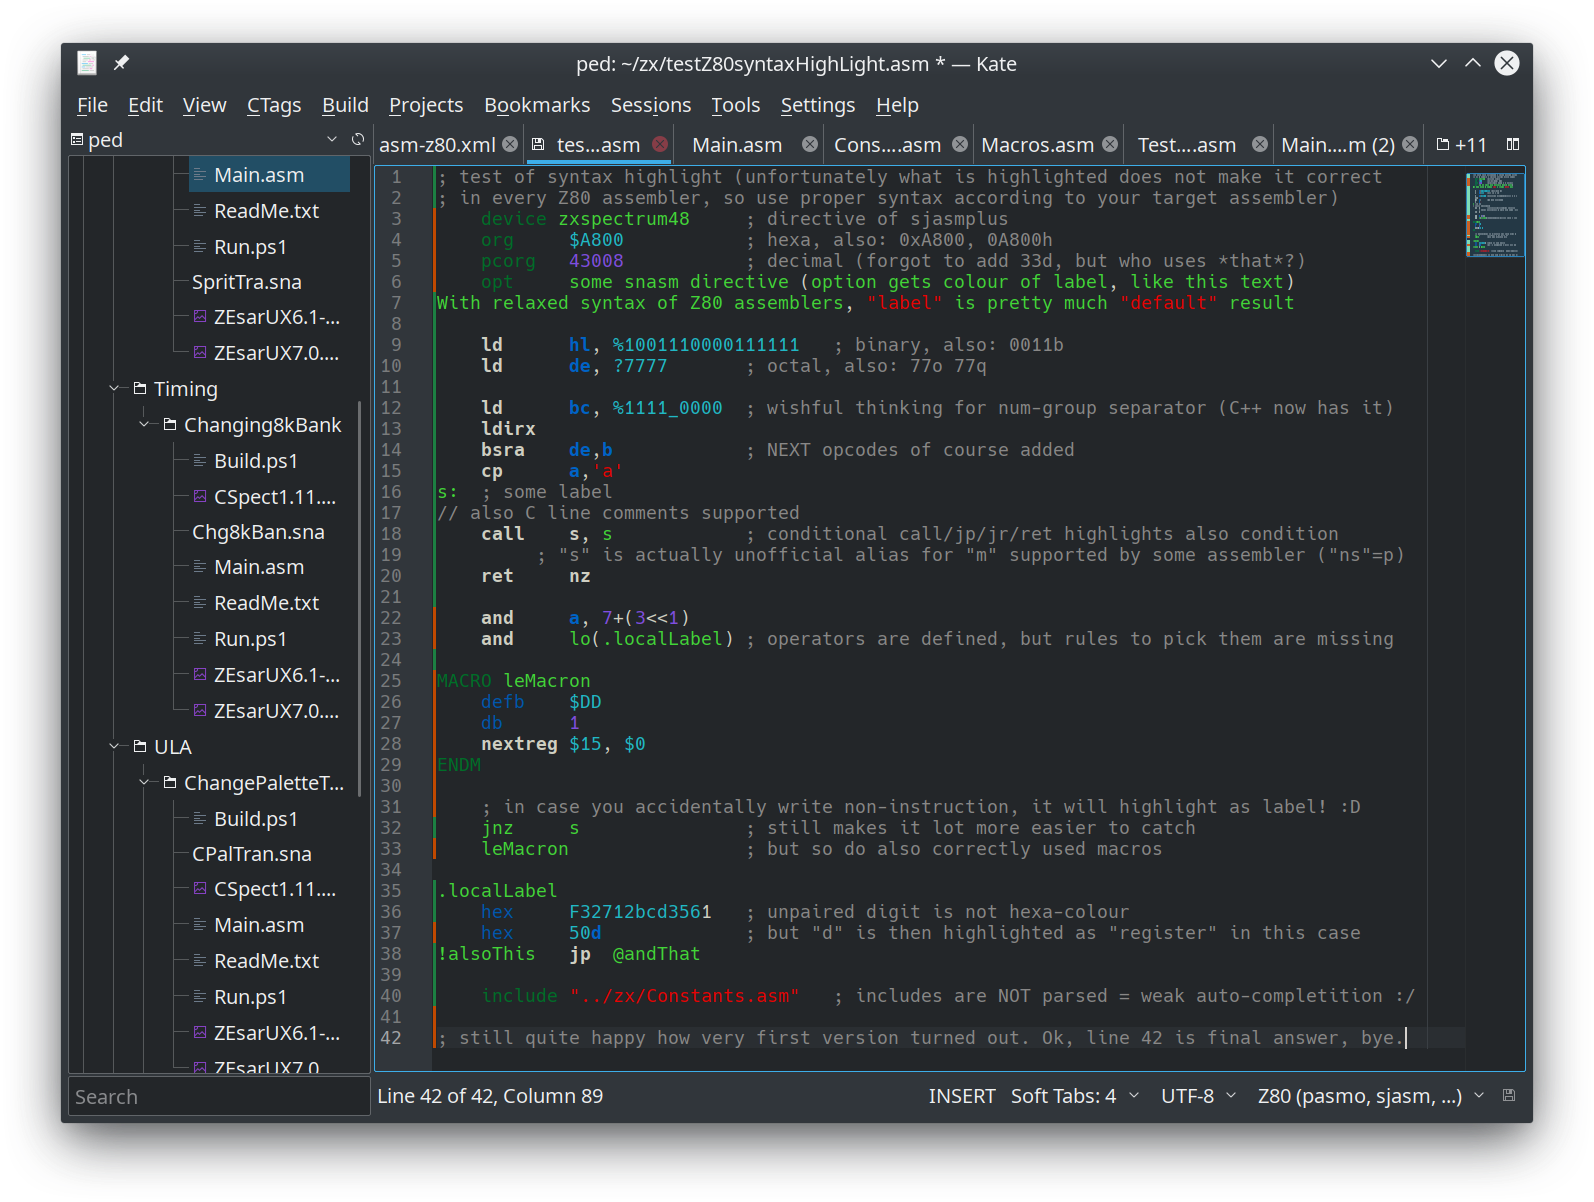 ped: ~/zx/testZ80syntaxHighLight.asm * — Kate
File Edit View CTags Build Projects Bookmarks Sessions Tools Settings Help
ped
asm-z80.xml tes...asm Main.asm Cons....asm Macros.asm Test....asm Main....m (2) +11
Main.asm
ReadMe.txt
Run.ps1
SpritTra.sna
ZEsarUX6.1-...
ZEsarUX7.0....
Timing
Changing8kBank
Build.ps1
CSpect1.11....
Chg8kBan.sna
Main.asm
ReadMe.txt
Run.ps1
ZEsarUX6.1-...
ZEsarUX7.0....
ULA
ChangePaletteT...
Build.ps1
CPalTran.sna
CSpect1.11....
Main.asm
ReadMe.txt
Run.ps1
ZEsarUX6.1-...
ZEsarUX7.0
Search
1 ; test of syntax highlight (unfortunately what is highlighted does not make it correct
2 ; in every Z80 assembler, so use proper syntax according to your target assembler)
3 device zxspectrum48 ; directive of sjasmplus
4 org $A800 ; hexa, also: 0xA800, 0A800h
5 pcorg 43008 ; decimal (forgot to add 33d, but who uses *that*?)
6 opt some snasm directive (option gets colour of label, like this text)
7 With relaxed syntax of Z80 assemblers, "label" is pretty much "default" result
8
9 ld hl, %1001110000111111 ; binary, also: 0011b
10 ld de, ?7777 ; octal, also: 77o 77q
11
12 ld bc, %1111_0000 ; wishful thinking for num-group separator (C++ now has it)
13 ldirx
14 bsra de,b ; NEXT opcodes of course added
15 cp a,'a'
16 s: ; some label
17 // also C line comments supported
18 call s, s ; conditional call/jp/jr/ret highlights also condition
19 ; "s" is actually unofficial alias for "m" supported by some assembler ("ns"=p)
20 ret nz
21
22 and a, 7+(3<<1)
23 and lo(.localLabel) ; operators are defined, but rules to pick them are missing
24
25 MACRO leMacron
26 defb $DD
27 db 1
28 nextreg $15, $0
29 ENDM
30
31 ; in case you accidentally write non-instruction, it will highlight as label! :D
32 jnz s ; still makes it lot more easier to catch
33 leMacron ; but so do also correctly used macros
34
35 .localLabel
36 hex F32712bcd3561 ; unpaired digit is not hexa-colour
37 hex 50d ; but "d" is then highlighted as "register" in this case
38 !alsoThis jp @andThat
39
40 include "../zx/Constants.asm" ; includes are NOT parsed = weak auto-completition :/
41
42 ; still quite happy how very first version turned out. Ok, line 42 is final answer, bye.
Line 42 of 42, Column 89 INSERT Soft Tabs: 4 UTF-8 Z80 (pasmo, sjasm, ...)